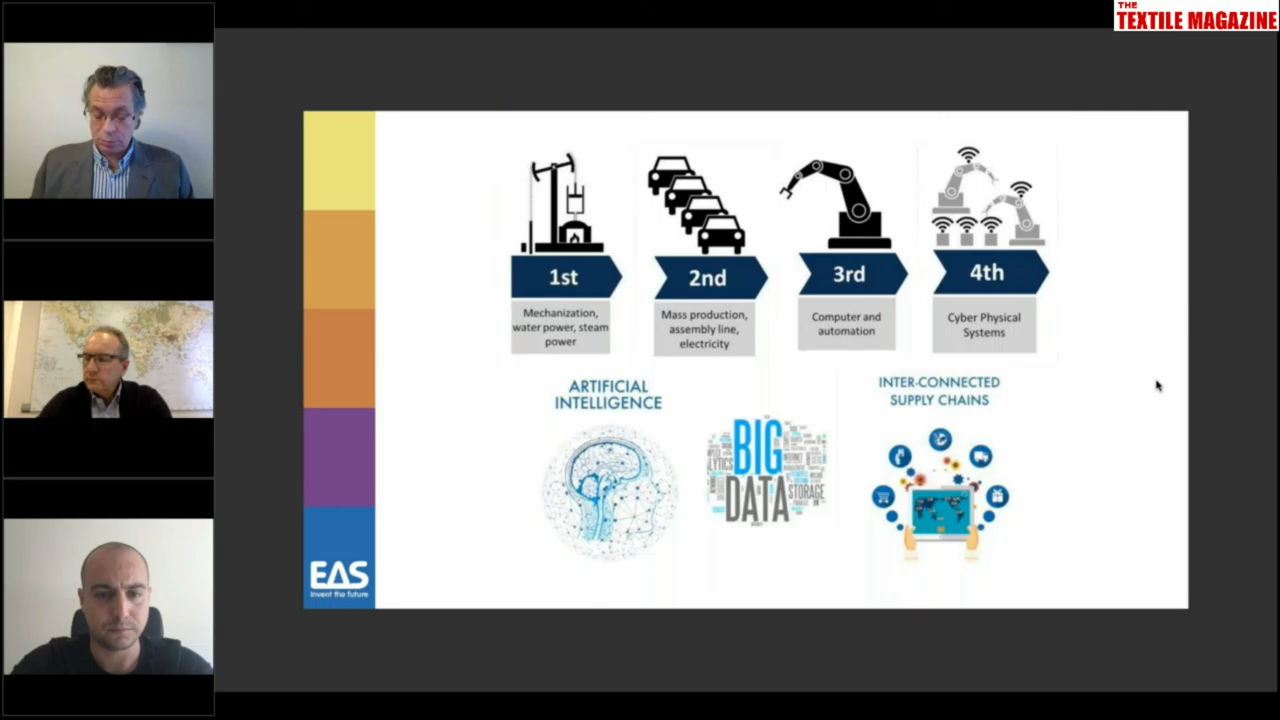 THE
TEXTILE MAGAZINE
1st
2nd
3rd
4th
Mechanization,
water power, steam
power
Mass production,
assembly line,
electricity
Computer and
automation
Cyber Physical
Systems
ARTIFICIAL
INTELLIGENCE
BIG
DATA
STORAGE
INTER-CONNECTED
SUPPLY CHAINS
EAS
Invent the future